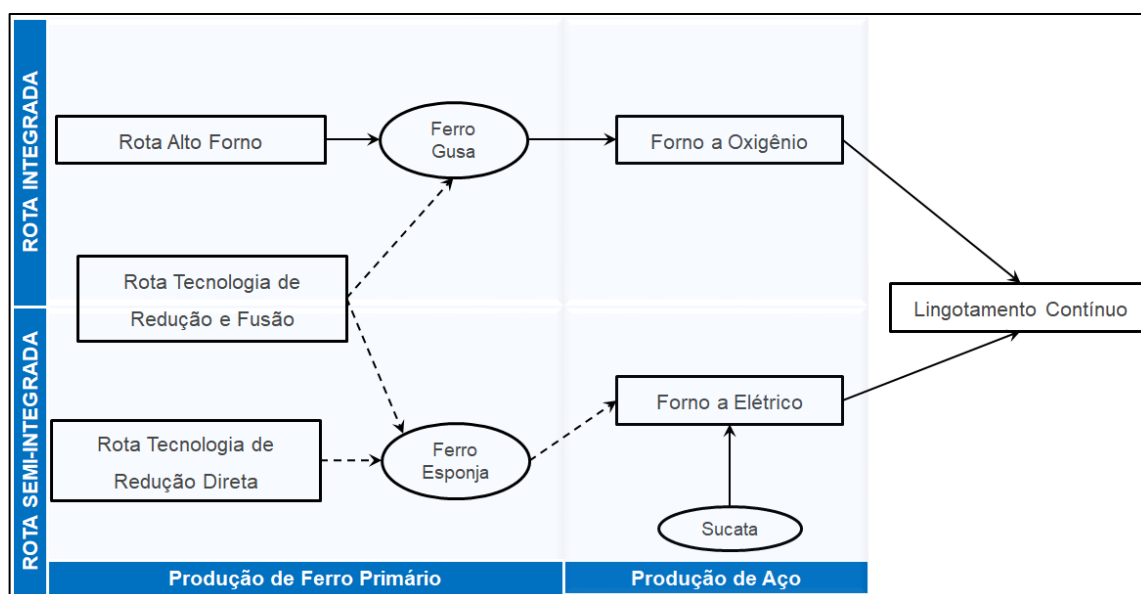 ROTA INTEGRADA
Rota Alto Forno
Ferro
Gusa
Forno a Oxigênio
Rota Tecnologia de
Redução e Fusão
Lingotamento Contínuo
ROTA SEMI-INTEGRADA
Rota Tecnologia de
Redução Direta
Ferro
Esponja
Forno a Elétrico
Sucata
Produção de Ferro Primário
Produção de Aço